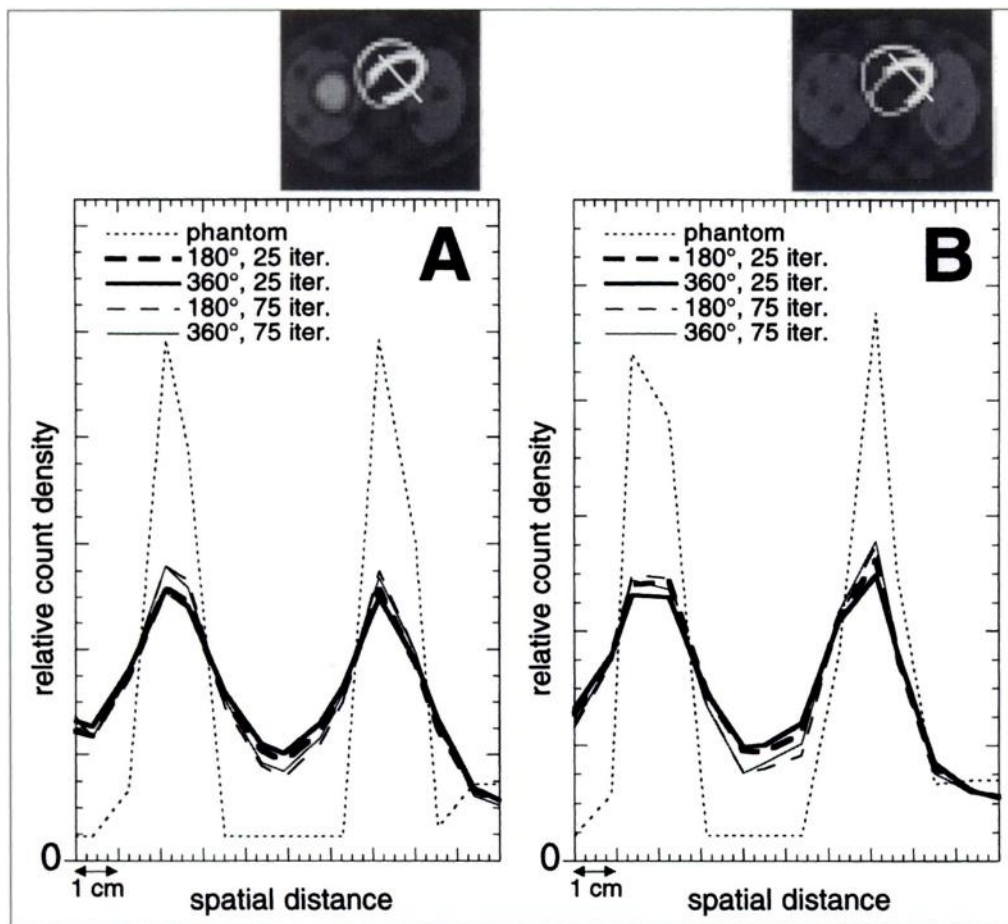 A
phantom
180°, 25 iter.
360°, 25 iter.
180°, 75 iter.
360°, 75 iter.
relative count density
0
1 cm
spatial distance
B
phantom
180°, 25 iter.
360°, 25 iter.
180°, 75 iter.
360°, 75 iter.
relative count density
0
1 cm
spatial distance